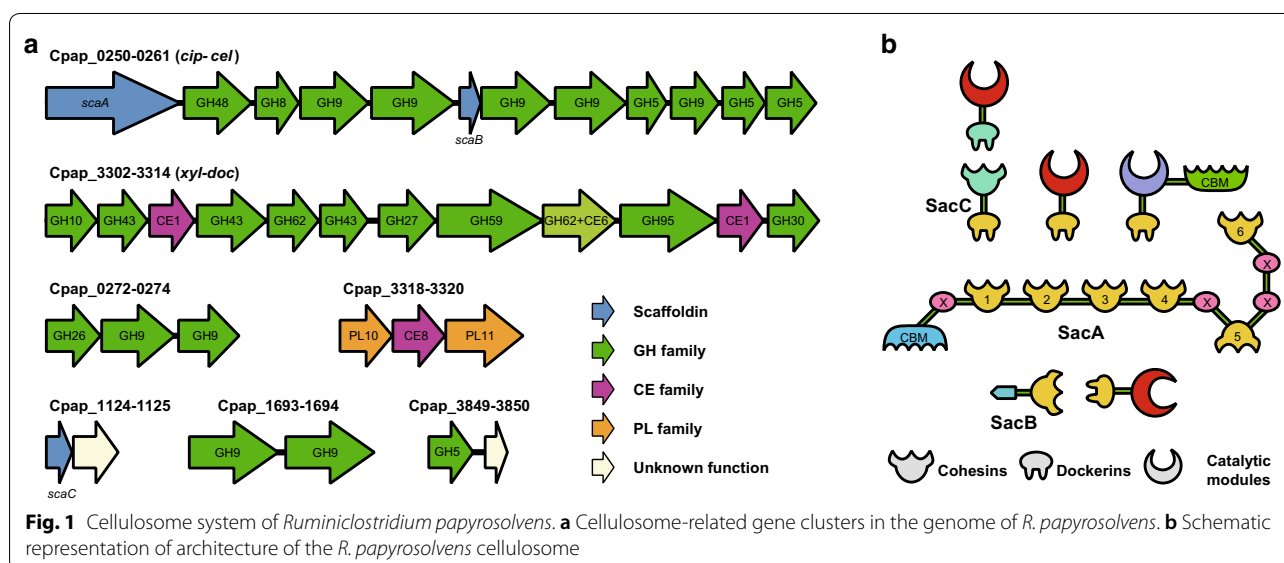 a
Cpap_0250-0261 (cip-cel)
scaA GH48 GH8 GH9 GH9 GH9 GH9 GH5 GH9 GH5 GH5
scaB
Cpap_3302-3314 (xyl-doc)
GH10 GH43 CE1 GH43 GH62 GH43 GH27 GH59 GH62+CE6 GH95 CE1 GH30
Cpap_0272-0274
GH26 GH9 GH9
Cpap_3318-3320
PL10 CE8 PL11
Cpap_1124-1125
scaC
Cpap_1693-1694
GH9 GH9
Cpap_3849-3850
GH5
Scaffoldin
GH family
CE family
PL family
Unknown function
b
CBM
SacC
6
X
X 1 2 3 4 X X
SacA
5
CBM
SacB
Cohesins
Dockerins
Catalytic
modules
Fig. 1 Cellulosome system of Ruminiclostridium papyrosolvens. a Cellulosome-related gene clusters in the genome of R. papyrosolvens. b Schematic
representation of architecture of the R. papyrosolvens cellulosome